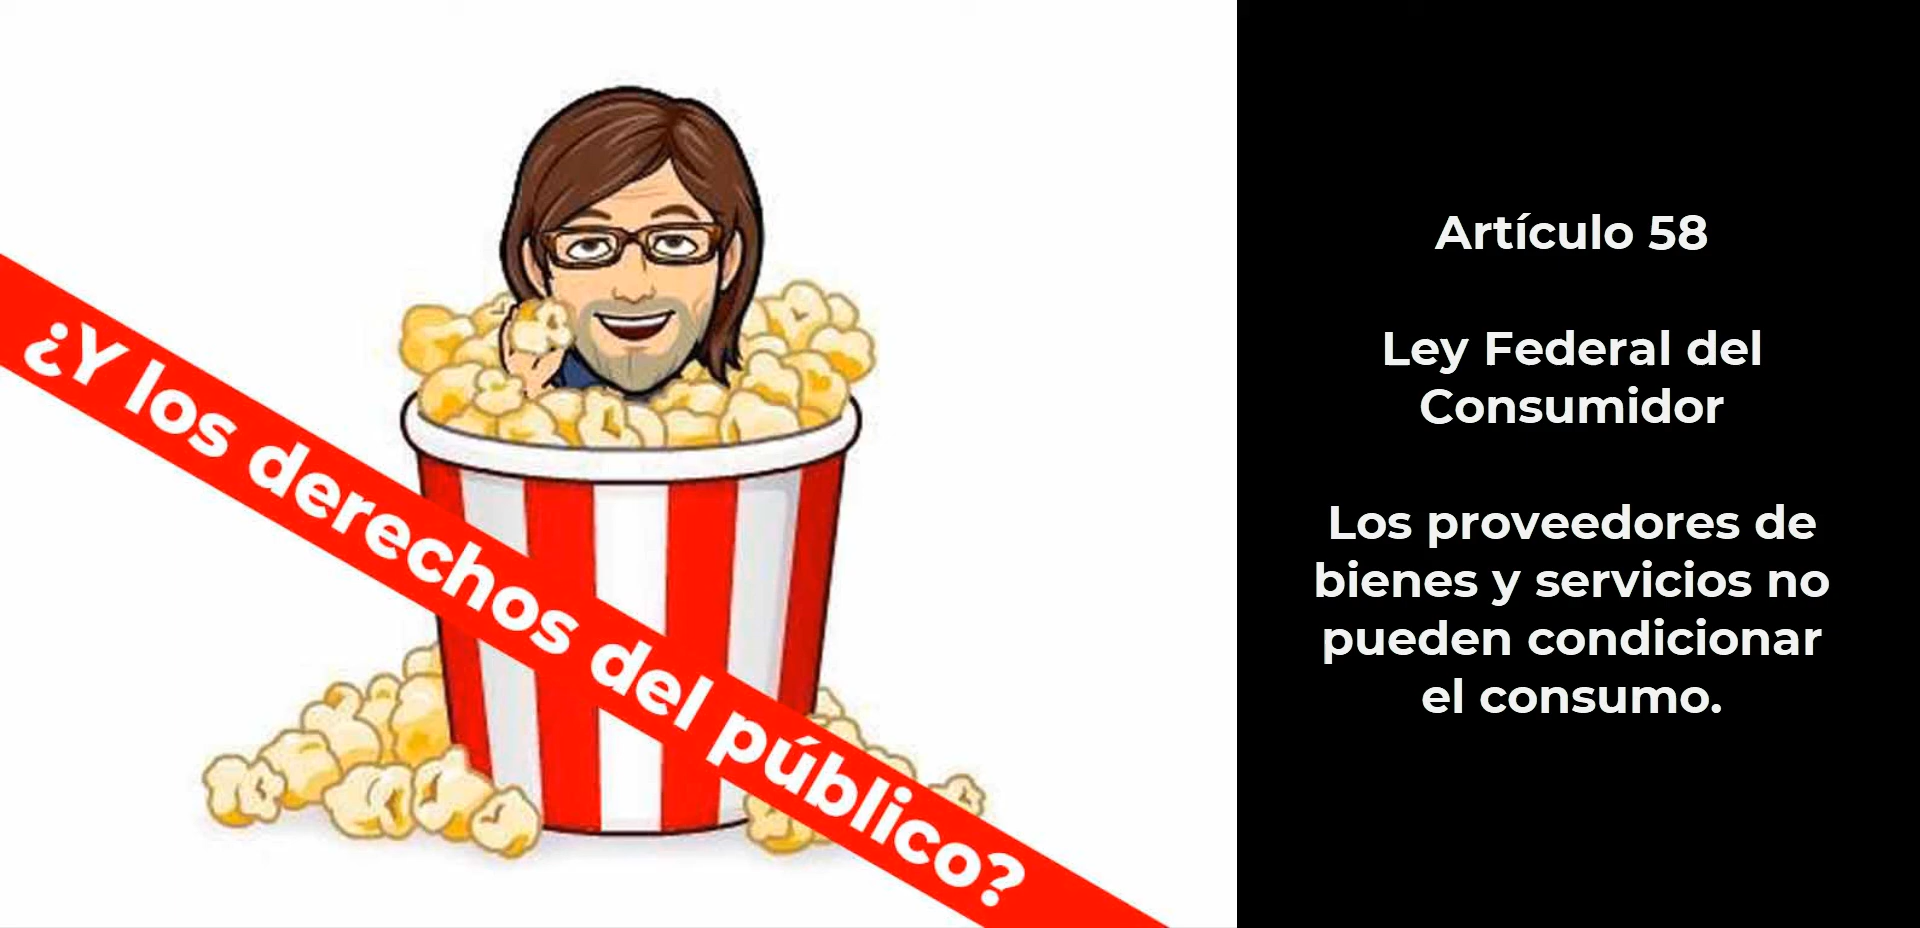 ¿Y los derechos del público?
Artículo 58
Ley Federal del
Consumidor
Los proveedores de
bienes y servicios no
pueden condicionar
el consumo.